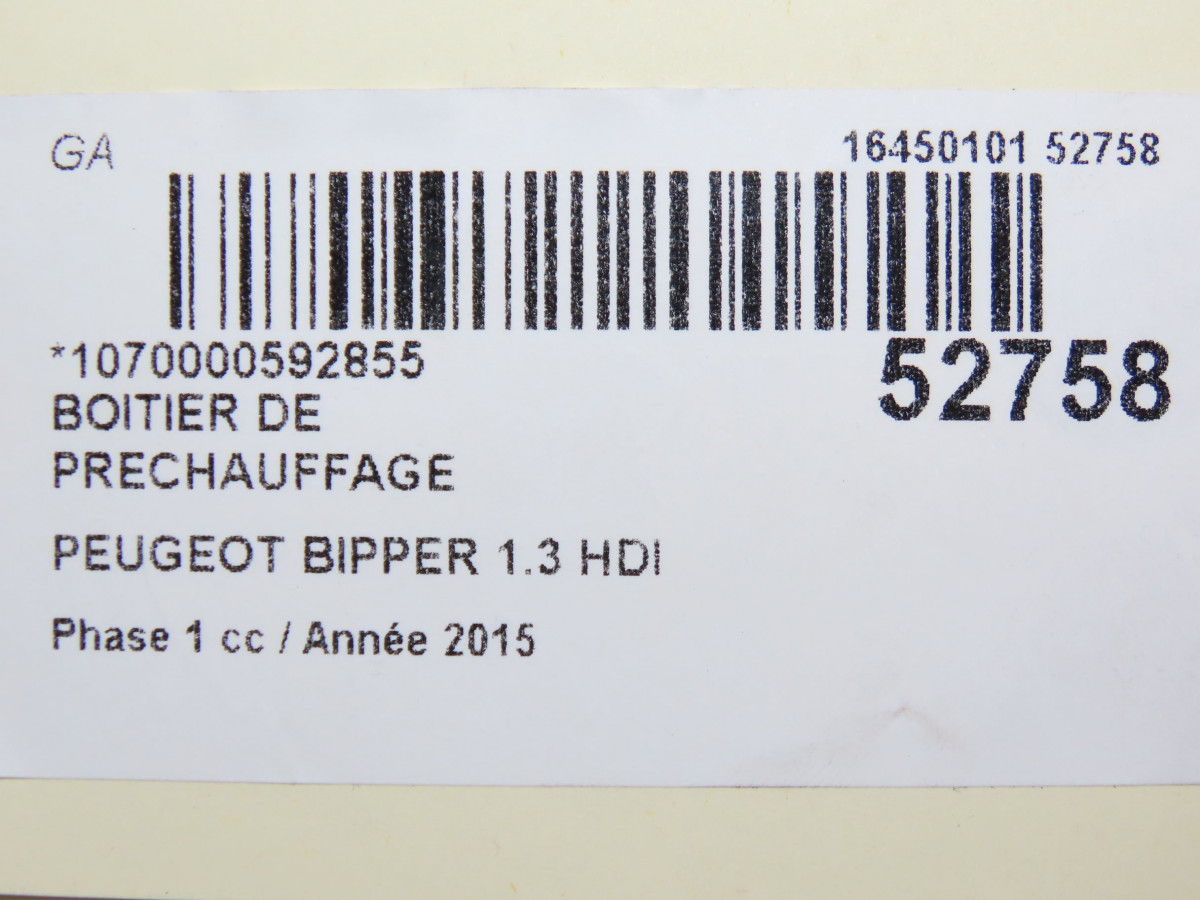 GA
16450101 52758
*1070000592855
52758
BOITIER DE
PRECHAUFFAGE
PEUGEOT BIPPER 1.3 HDI
Phase 1 cc / Année 2015